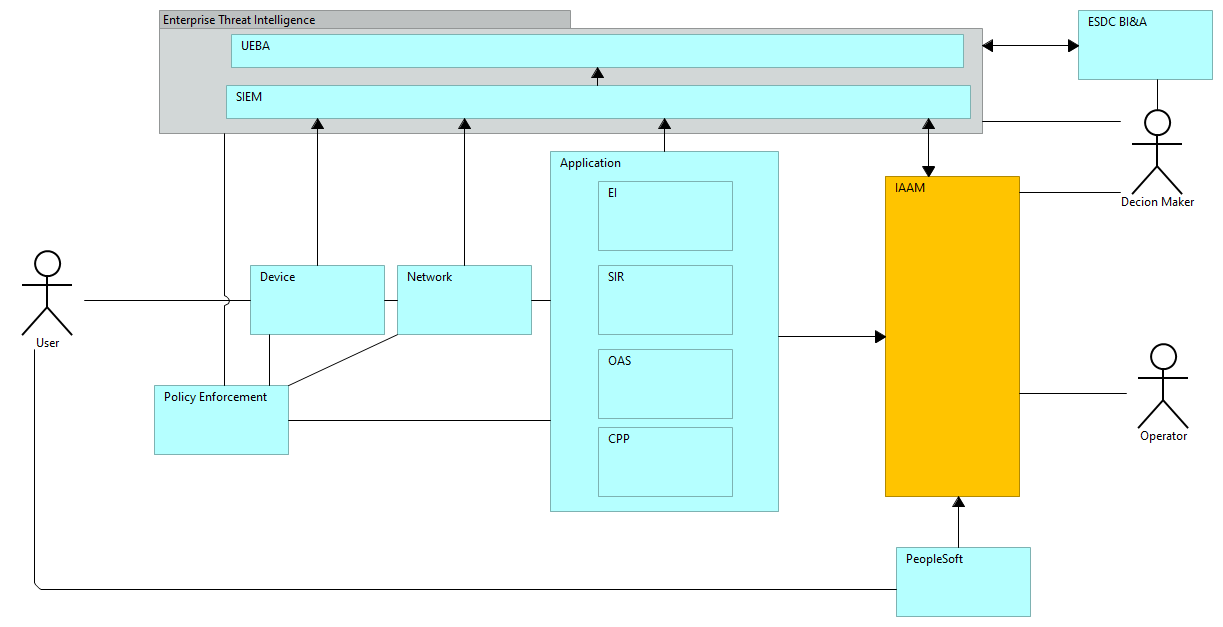 Enterprise Threat Intelligence
ESDC BI&A
UEBA
SIEM
Application
EI
IAAM
Decion Maker
Device
Network
SIR
User
OAS
Policy Enforcement
CPP
Operator
PeopleSoft